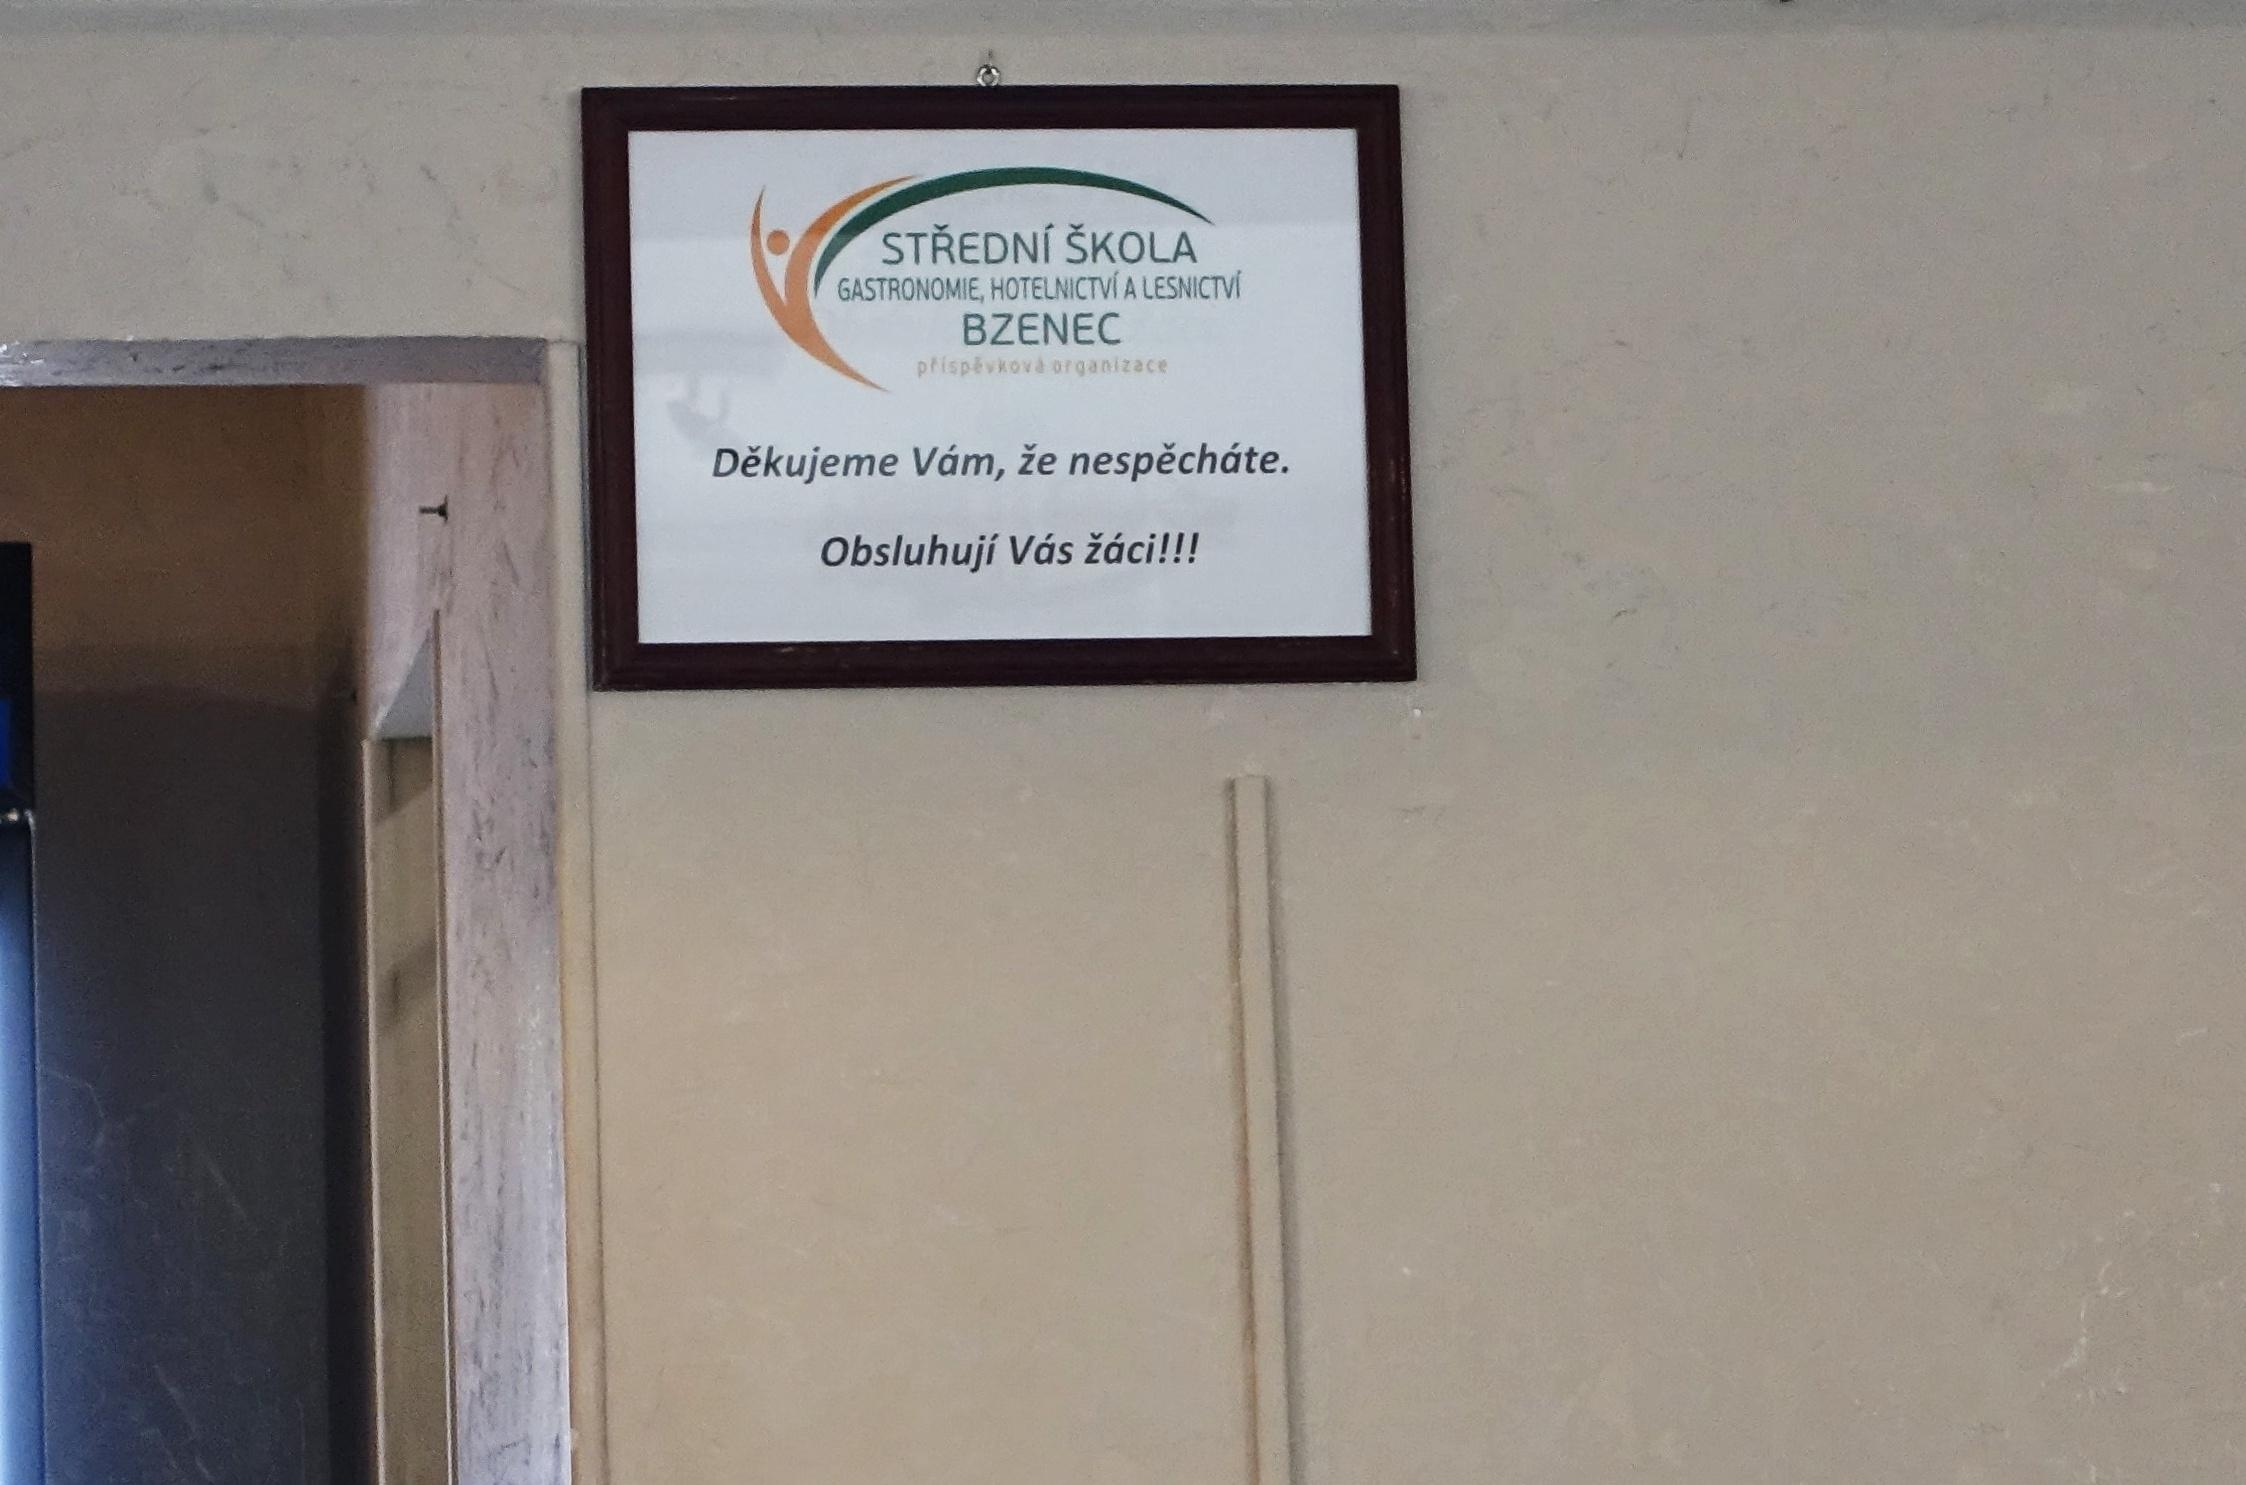 STŘEDNÍ ŠKOLA
GASTRONOMIE, HOTELNICTVÍ A LESNICTVÍ
BZENEC
příspěvková organizace
Děkujeme Vám, že nespěcháte.
Obsluhují Vás žáci!!!